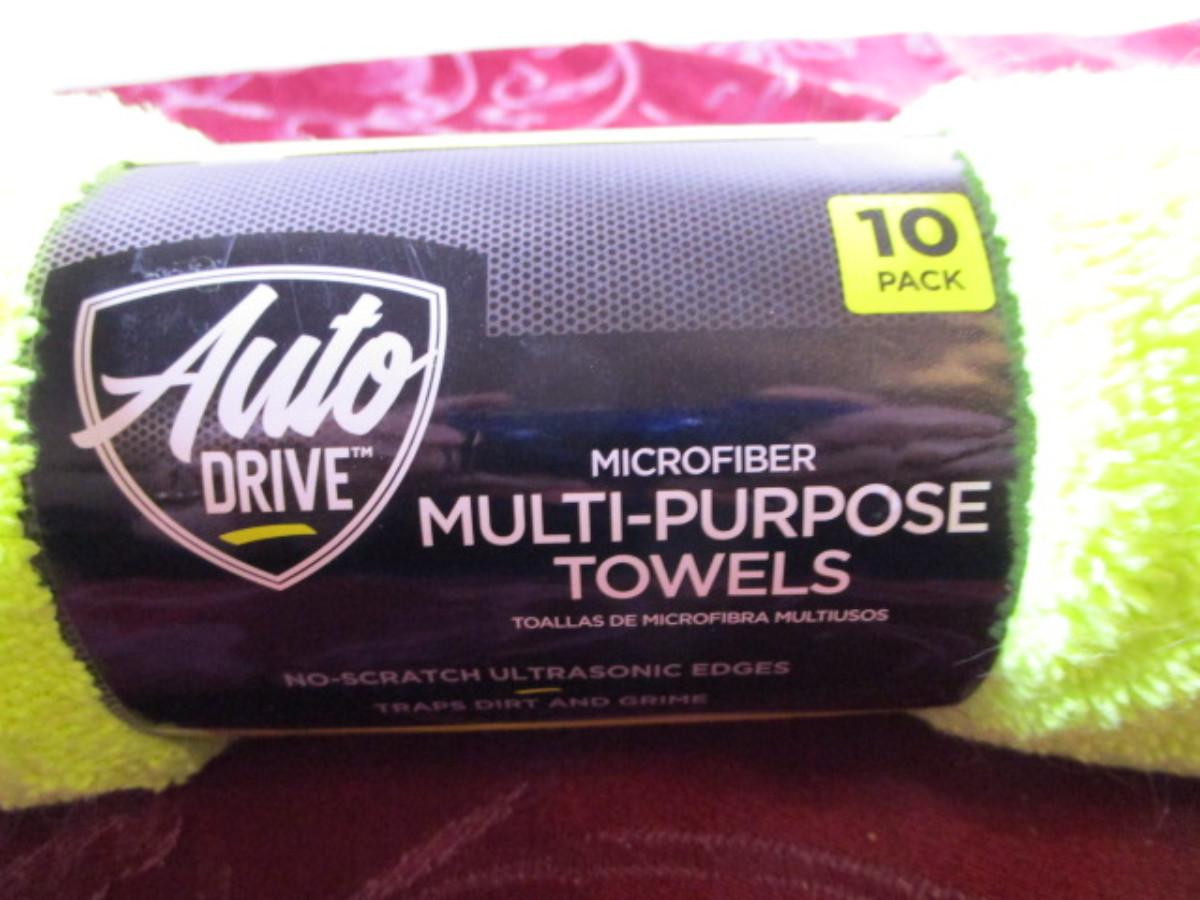 10
PACK
Auto
DRIVE™
MICROFIBER
MULTI-PURPOSE
TOWELS
TOALLAS DE MICROFIBRA MULTIUSOS
NO-SCRATCH ULTRASONIC EDGES
TRAPS DIRT AND GRIME